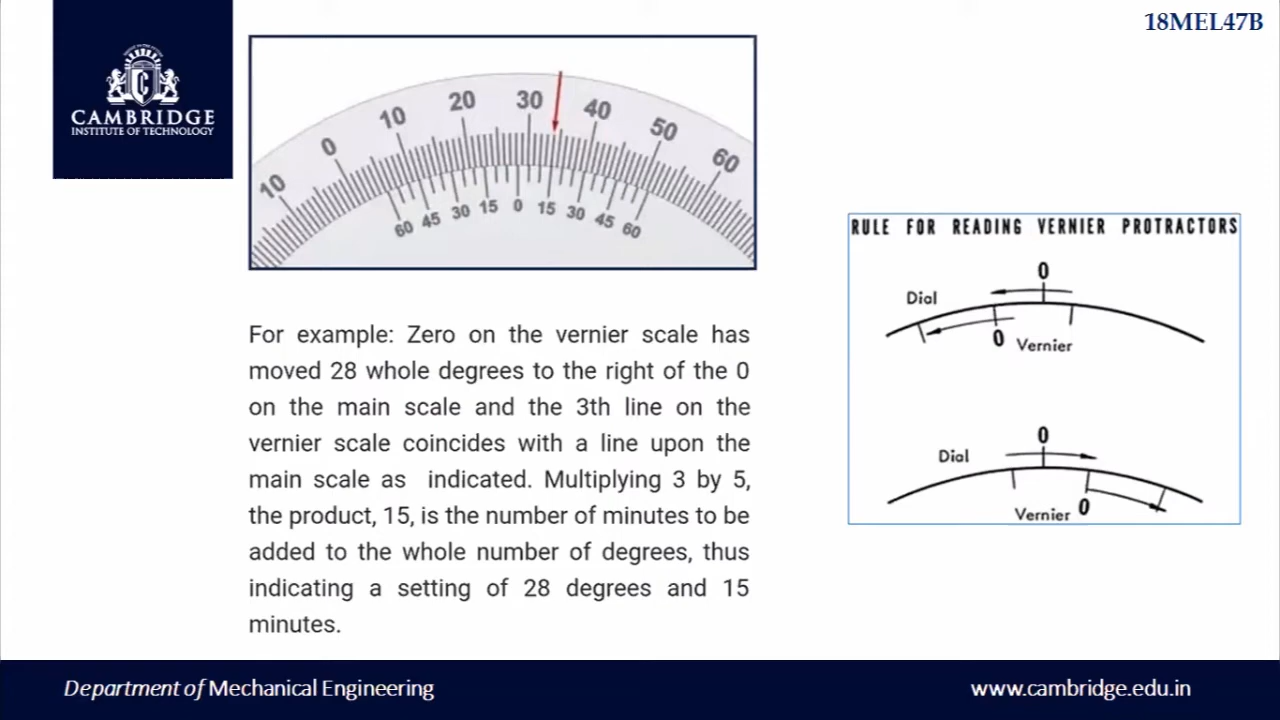 18MEL47B
CAMBRIDGE
INSTITUTE OF TECHNOLOGY
10 0 10 20 30 40 50 60
60 45 30 15 0 15 30 45 60
For example: Zero on the vernier scale has
moved 28 whole degrees to the right of the 0
on the main scale and the 3th line on the
vernier scale coincides with a line upon the
main scale as indicated. Multiplying 3 by 5,
the product, 15, is the number of minutes to be
added to the whole number of degrees, thus
indicating a setting of 28 degrees and 15
minutes.
RULE FOR READING VERNIER PROTRACTORS
0
Dial
0 Vernier
0
Dial
Vernier 0
Department of Mechanical Engineering
www.cambridge.edu.in